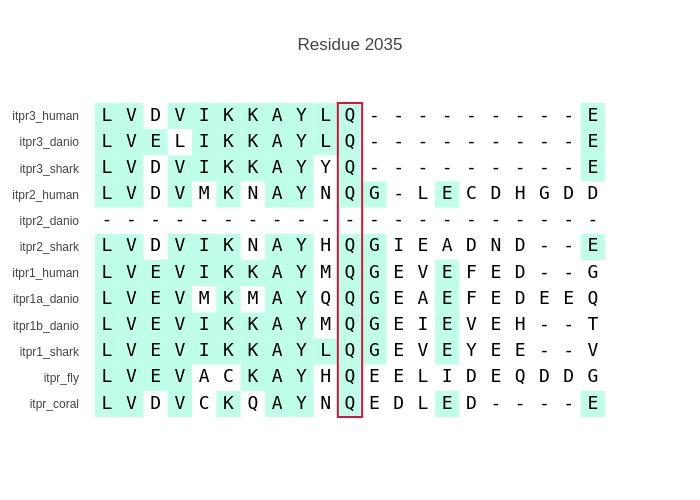 Residue 2035
itpr3_human L V D V I K K A Y L Q - - - - - - - - - E
itpr3_danio L V E L I K K A Y L Q - - - - - - - - - E
itpr3_shark L V D V I K K A Y Y Q - - - - - - - - - E
itpr2_human L V D V M K N A Y N Q G - L E C D H G D D
itpr2_danio - - - - - - - - - - - - - - - - - - - - -
itpr2_shark L V D V I K N A Y H Q G I E A D N D - - E
itpr1_human L V E V I K K A Y M Q G E V E F E D - - G
itpr1a_danio L V E V M K M A Y Q Q G E A E F E D E E Q
itpr1b_danio L V E V I K K A Y M Q G E I E V E H - - T
itpr1_shark L V E V I K K A Y L Q G E V E Y E E - - V
itpr_fly L V E V A C K A Y H Q E E L I D E Q D D G
itpr_coral L V D V C K Q A Y N Q E D L E D - - - - E